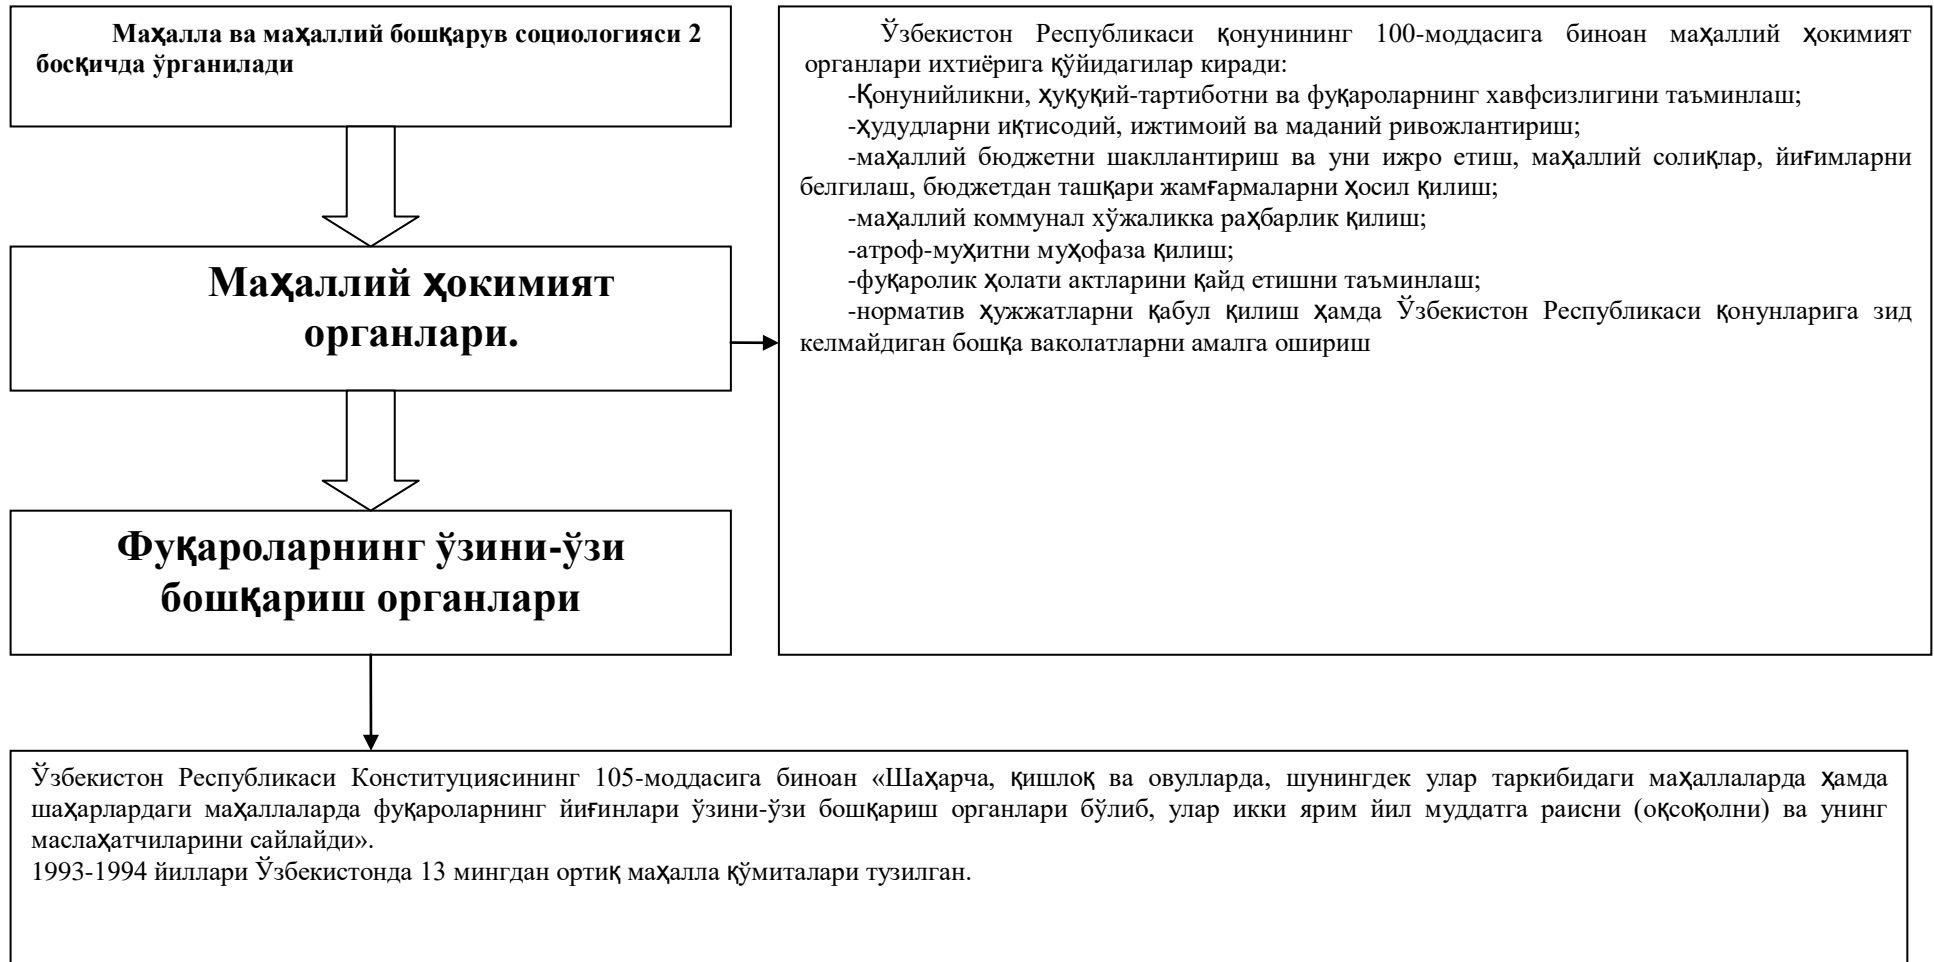 Маҳалла ва маҳаллий бошқарув социологияси 2
босқичда ўрганилади
Маҳаллий ҳокимият
органлари.
Фуқароларнинг ўзини-ўзи
бошқариш органлари
Ўзбекистон Республикаси қонунининг 100-моддасига биноан маҳаллий ҳокимият
органлари ихтиёрига қўйидагилар киради:
-Қонунийликни, ҳуқуқий-тартиботни ва фуқароларнинг хавфсизлигини таъминлаш;
-ҳудудларни иқтисодий, ижтимоий ва маданий ривожлантириш;
-маҳаллий бюджетни шакллантириш ва уни ижро етиш, маҳаллий солиқлар, йиғимларни
белгилаш, бюджетдан ташқари жамғармаларни ҳосил қилиш;
-маҳаллий коммунал хўжаликка раҳбарлик қилиш;
-атроф-муҳитни муҳофаза қилиш;
-фуқаролик ҳолати актларини қайд етишни таъминлаш;
-норматив ҳужжатларни қабул қилиш ҳамда Ўзбекистон Республикаси қонунларига зид
келмайдиган бошқа ваколатларни амалга ошириш
Ўзбекистон Республикаси Конституциясининг 105-моддасига биноан «Шаҳарча, қишлоқ ва овулларда, шунингдек улар таркибидаги маҳаллаларда ҳамда
шаҳарлардаги маҳаллаларда фуқароларнинг йиғинлари ўзини-ўзи бошқариш органлари бўлиб, улар икки ярим йил муддатга раисни (оқсоқолни) ва унинг
маслаҳатчиларини сайлайди».
1993-1994 йиллари Ўзбекистонда 13 мингдан ортиқ маҳалла қўмиталари тузилган.